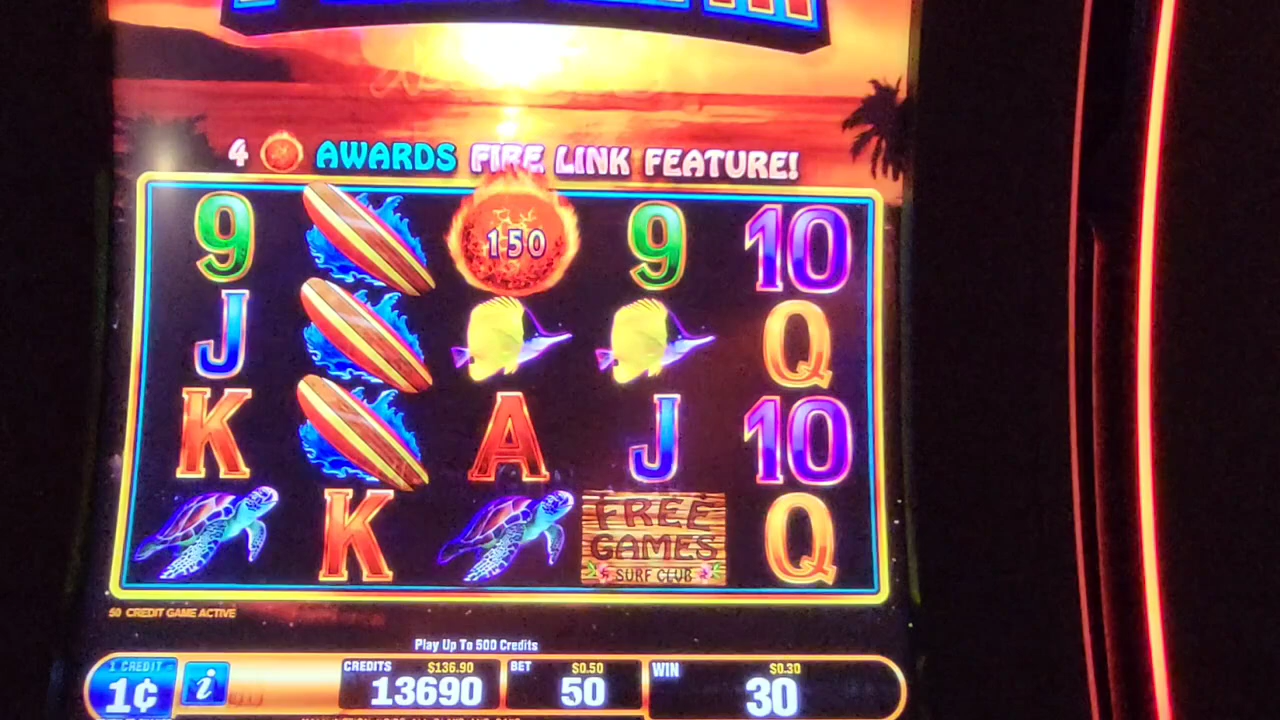 4 AWARDS FIRE LINK FEATURE!
9 150 9 10
J Q
K A J 10
K FREE GAMES SURF CLUB Q
50 CREDIT GAME ACTIVE
Play Up To 500 Credits
1 CREDIT = 1¢
i
CREDITS $136.90 13690
BET $0.50 50
WIN $0.30 30